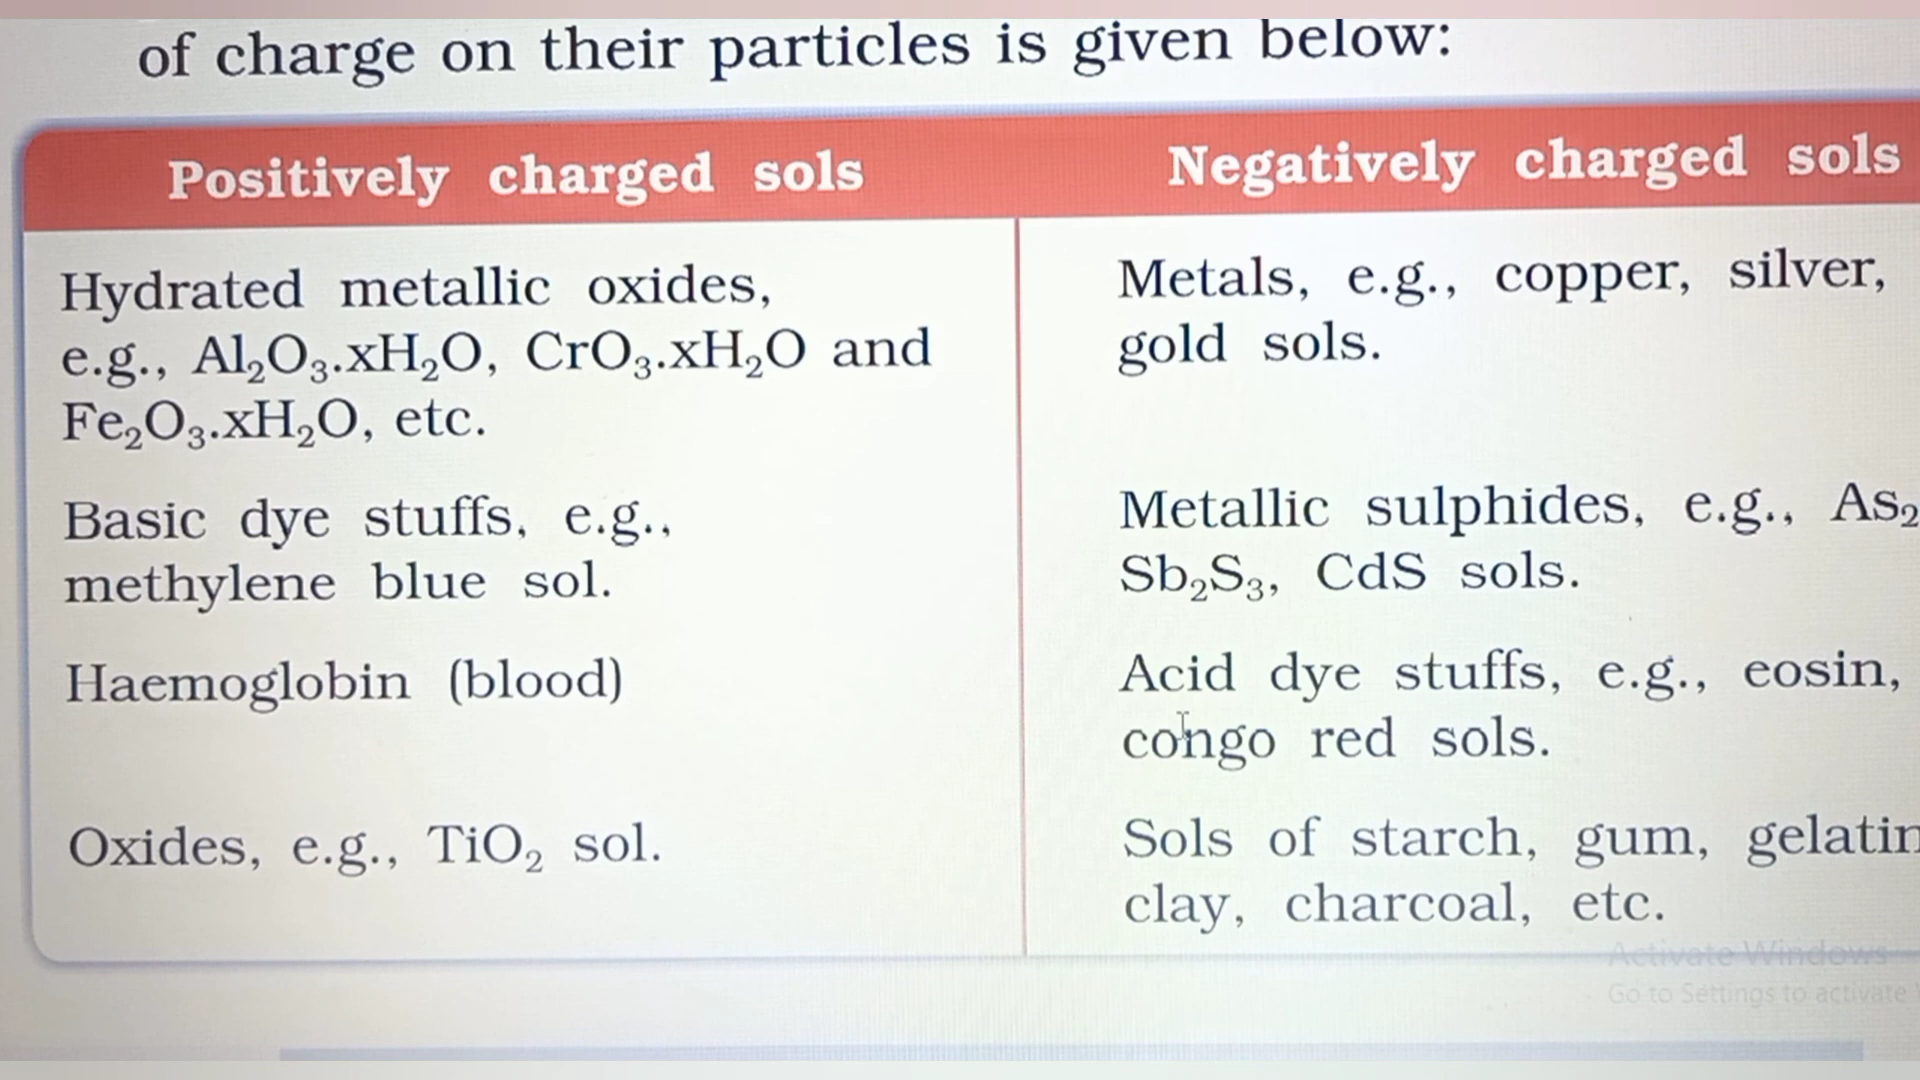 of charge on their particles is given below:
Positively charged sols
Negatively charged sols
Hydrated metallic oxides,
e.g., Al₂O₃.xH₂O, CrO₃.xH₂O and
Fe₂O₃.xH₂O, etc.
Metals, e.g., copper, silver,
gold sols.
Basic dye stuffs, e.g.,
methylene blue sol.
Metallic sulphides, e.g., As₂
Sb₂S₃, CdS sols.
Haemoglobin (blood)
Acid dye stuffs, e.g., eosin,
congo red sols.
Oxides, e.g., TiO₂ sol.
Sols of starch, gum, gelatin
clay, charcoal, etc.
Activate Windows
Go to Settings to activate